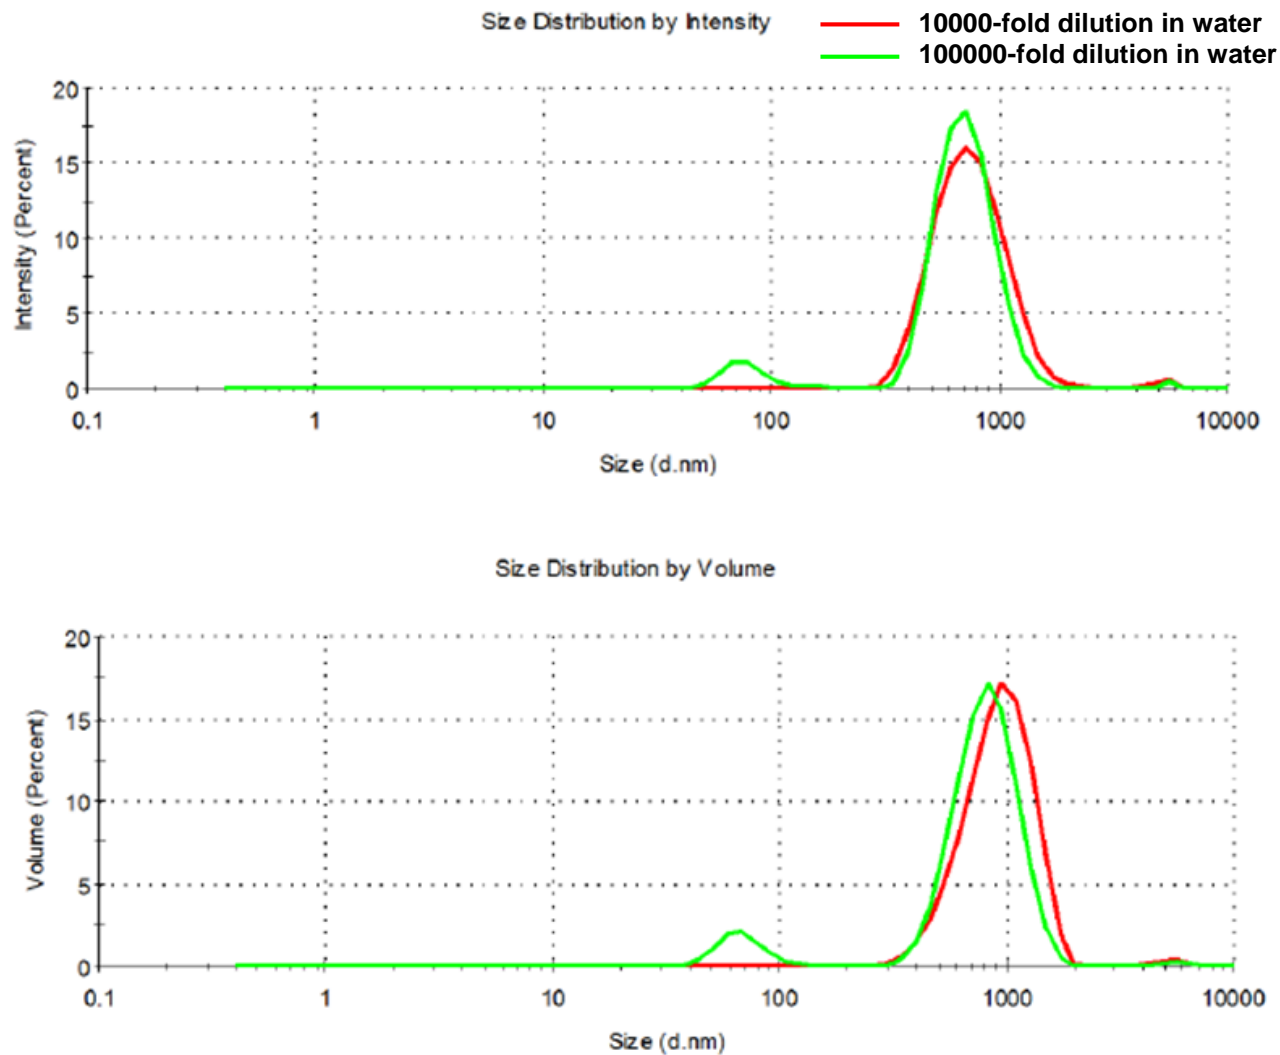 Size Distribution by Intensity
10000-fold dilution in water
100000-fold dilution in water
Intensity (Percent)
20
15
10
5
0
0.1 1 10 100 1000 10000
Size (d.nm)
Size Distribution by Volume
Volume (Percent)
20
15
10
5
0
0.1 1 10 100 1000 10000
Size (d.nm)